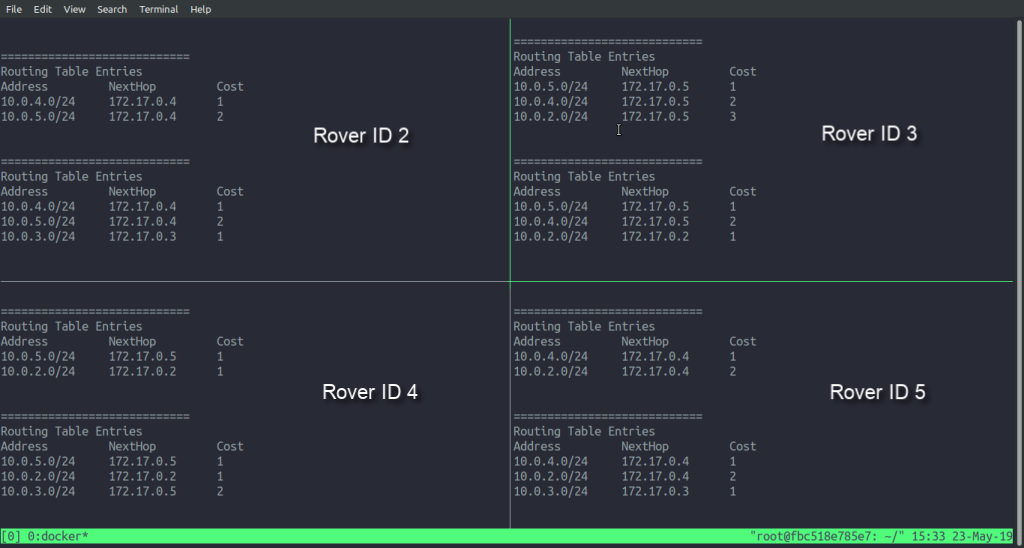 File Edit View Search Terminal Help
============================
Routing Table Entries
Address NextHop Cost
10.0.4.0/24 172.17.0.4 1
10.0.5.0/24 172.17.0.4 2
Rover ID 2
============================
Routing Table Entries
Address NextHop Cost
10.0.4.0/24 172.17.0.4 1
10.0.5.0/24 172.17.0.4 2
10.0.3.0/24 172.17.0.3 1
============================
Routing Table Entries
Address NextHop Cost
10.0.5.0/24 172.17.0.5 1
10.0.4.0/24 172.17.0.5 2
10.0.2.0/24 172.17.0.5 3
Rover ID 3
============================
Routing Table Entries
Address NextHop Cost
10.0.5.0/24 172.17.0.5 1
10.0.4.0/24 172.17.0.5 2
10.0.2.0/24 172.17.0.2 1
============================
Routing Table Entries
Address NextHop Cost
10.0.5.0/24 172.17.0.5 1
10.0.2.0/24 172.17.0.2 1
Rover ID 4
============================
Routing Table Entries
Address NextHop Cost
10.0.5.0/24 172.17.0.5 1
10.0.2.0/24 172.17.0.2 1
10.0.3.0/24 172.17.0.5 2
============================
Routing Table Entries
Address NextHop Cost
10.0.4.0/24 172.17.0.4 1
10.0.2.0/24 172.17.0.4 2
Rover ID 5
============================
Routing Table Entries
Address NextHop Cost
10.0.4.0/24 172.17.0.4 1
10.0.2.0/24 172.17.0.4 2
10.0.3.0/24 172.17.0.3 1
[0] 0:docker* "root@fbc518e785e7: ~/" 15:33 23-May-19